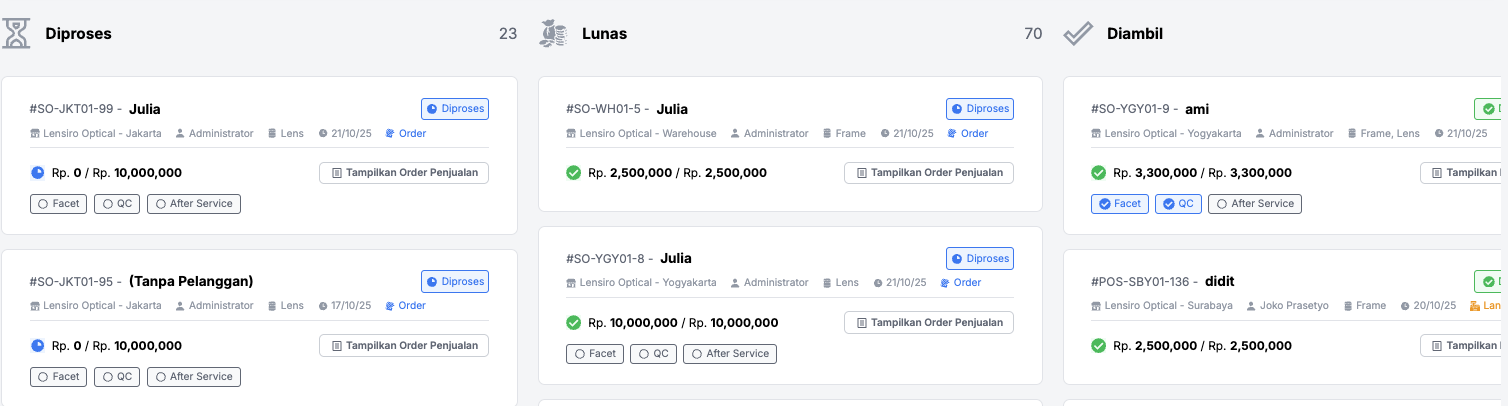 Diproses 23
#SO-JKT01-99 - Julia Diproses
Lensiro Optical - Jakarta Administrator Lens 21/10/25 Order
Rp. 0 / Rp. 10,000,000 Tampilkan Order Penjualan
Facet QC After Service
#SO-JKT01-95 - (Tanpa Pelanggan) Diproses
Lensiro Optical - Jakarta Administrator Lens 17/10/25 Order
Rp. 0 / Rp. 10,000,000 Tampilkan Order Penjualan
Facet QC After Service
Lunas 70
#SO-WH01-5 - Julia Diproses
Lensiro Optical - Warehouse Administrator Frame 21/10/25 Order
Rp. 2,500,000 / Rp. 2,500,000 Tampilkan Order Penjualan
#SO-YGY01-8 - Julia Diproses
Lensiro Optical - Yogyakarta Administrator Lens 21/10/25 Order
Rp. 10,000,000 / Rp. 10,000,000 Tampilkan Order Penjualan
Facet QC After Service
Diambil
#SO-YGY01-9 - ami
Lensiro Optical - Yogyakarta Administrator Frame, Lens 21/10/25
Rp. 3,300,000 / Rp. 3,300,000 Tampilkan
Facet QC After Service
#POS-SBY01-136 - didit
Lensiro Optical - Surabaya Joko Prasetyo Frame 20/10/25 Lan
Rp. 2,500,000 / Rp. 2,500,000 Tampilkan